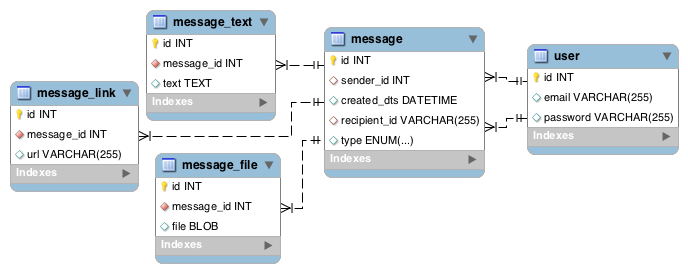 message_text
id INT
message_id INT
text TEXT
Indexes
message
id INT
sender_id INT
created_dts DATETIME
recipient_id VARCHAR(255)
type ENUM(...)
Indexes
user
id INT
email VARCHAR(255)
password VARCHAR(255)
Indexes
message_link
id INT
message_id INT
url VARCHAR(255)
Indexes
message_file
id INT
message_id INT
file BLOB
Indexes